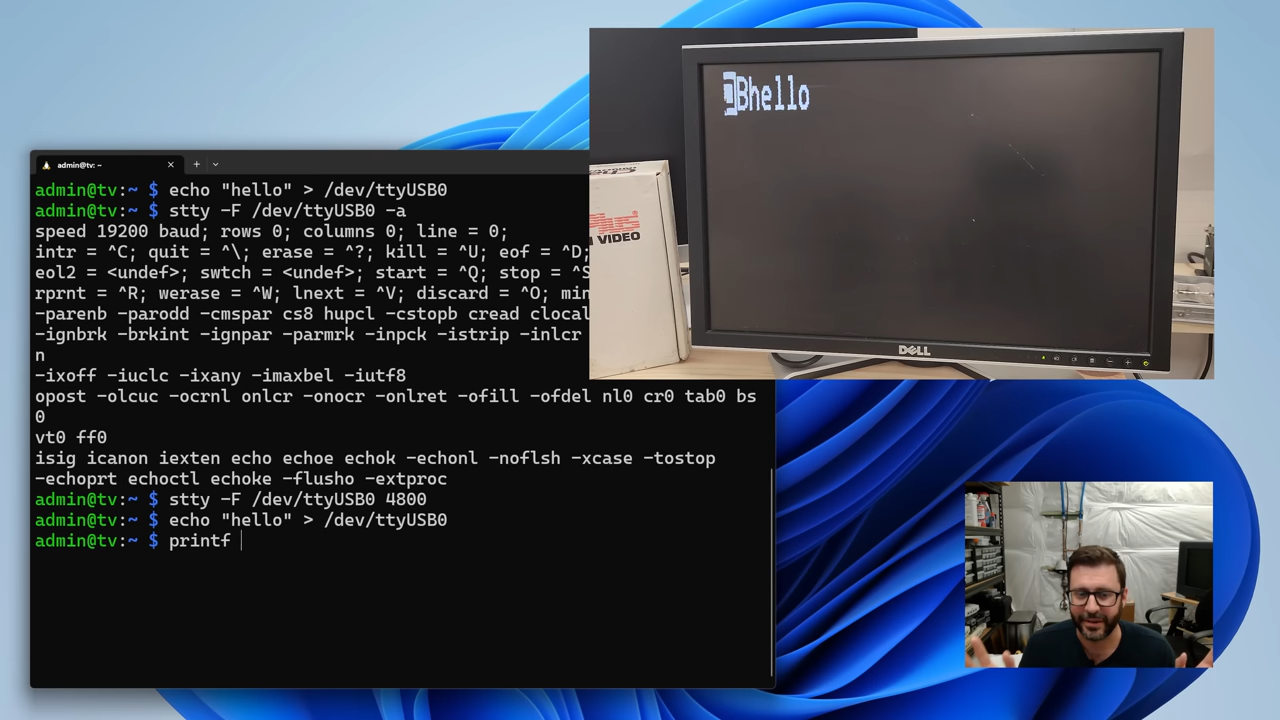 admin@tv: ~
admin@tv:~ $ echo "hello" > /dev/ttyUSB0
admin@tv:~ $ stty -F /dev/ttyUSB0 -a
speed 19200 baud; rows 0; columns 0; line = 0;
intr = ^C; quit = ^\; erase = ^?; kill = ^U; eof = ^D;
eol2 = <undef>; swtch = <undef>; start = ^Q; stop = ^S
rprnt = ^R; werase = ^W; lnext = ^V; discard = ^O; min
-parenb -parodd -cmspar cs8 hupcl -cstopb cread clocal
-ignbrk -brkint -ignpar -parmrk -inpck -istrip -inlcr
n
-ixoff -iuclc -ixany -imaxbel -iutf8
opost -olcuc -ocrnl onlcr -onocr -onlret -ofill -ofdel nl0 cr0 tab0 bs
0
vt0 ff0
isig icanon iexten echo echoe echok -echonl -noflsh -xcase -tostop
-echoprt echoctl echoke -flusho -extproc
admin@tv:~ $ stty -F /dev/ttyUSB0 4800
admin@tv:~ $ echo "hello" > /dev/ttyUSB0
admin@tv:~ $ printf
Bhello
VIDEO
DELL